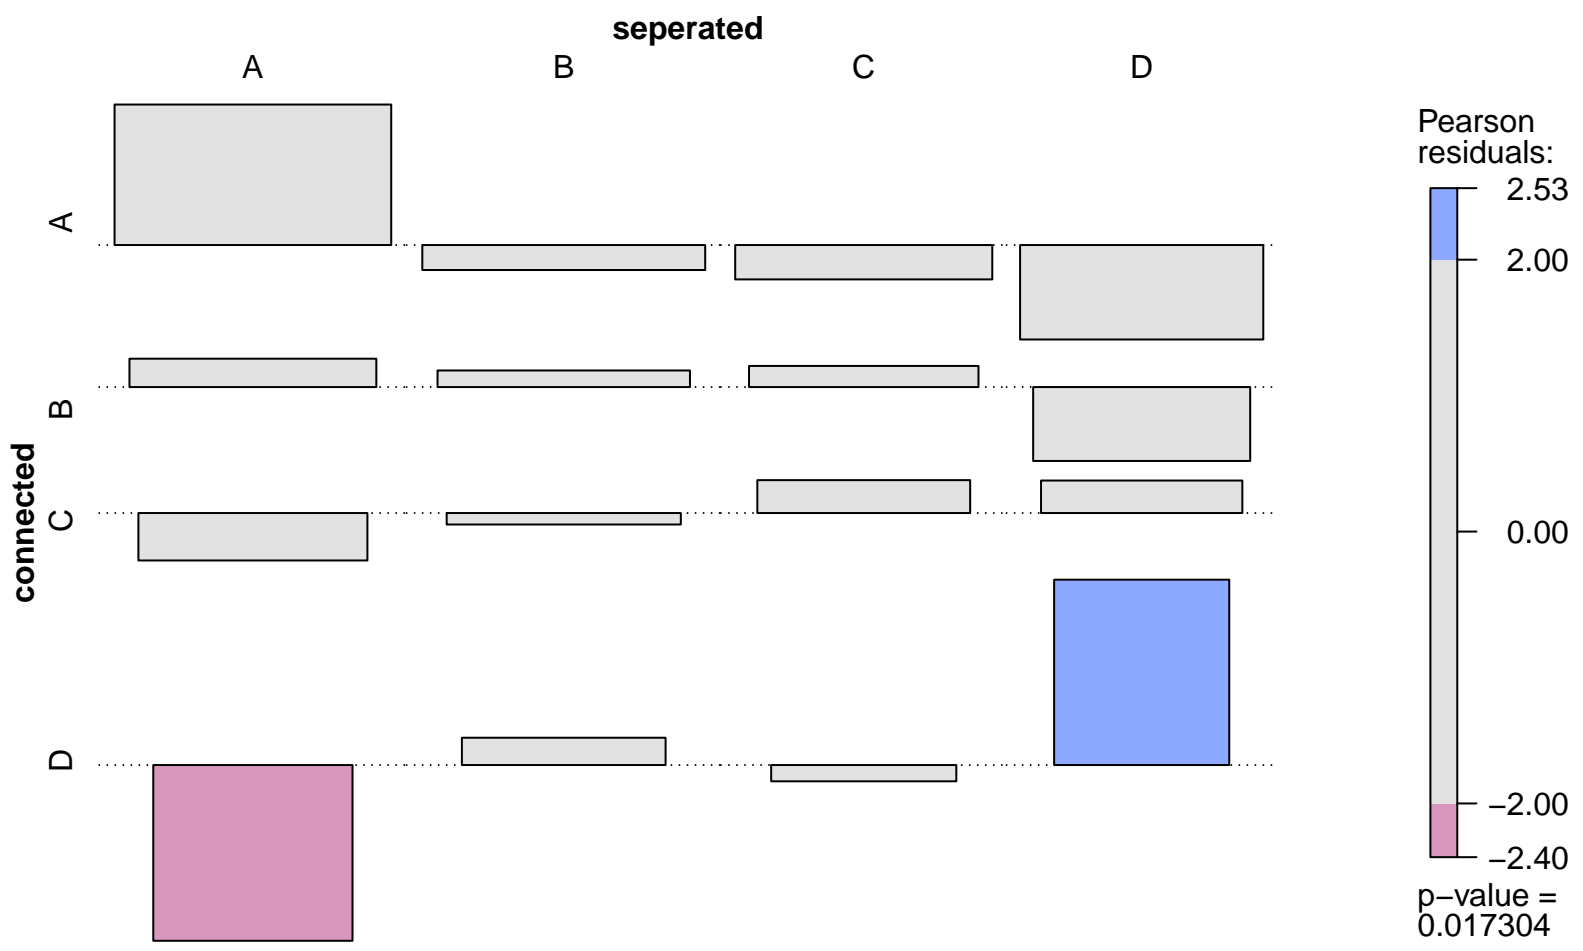 seperated
A B C D
A
B
C
D
connected
Pearson
residuals:
2.53
2.00
0.00
−2.00
−2.40
p−value =
0.017304